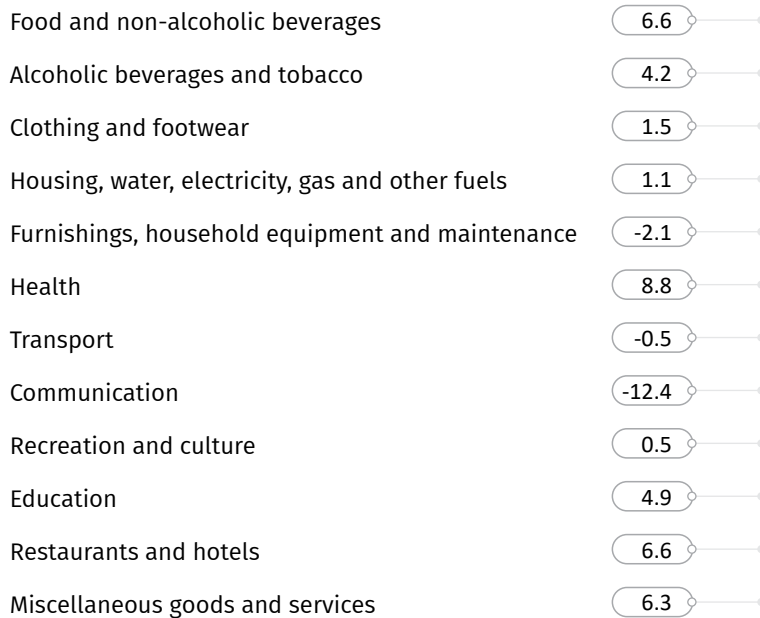 Food and non-alcoholic beverages 6.6
Alcoholic beverages and tobacco 4.2
Clothing and footwear 1.5
Housing, water, electricity, gas and other fuels 1.1
Furnishings, household equipment and maintenance -2.1
Health 8.8
Transport -0.5
Communication -12.4
Recreation and culture 0.5
Education 4.9
Restaurants and hotels 6.6
Miscellaneous goods and services 6.3